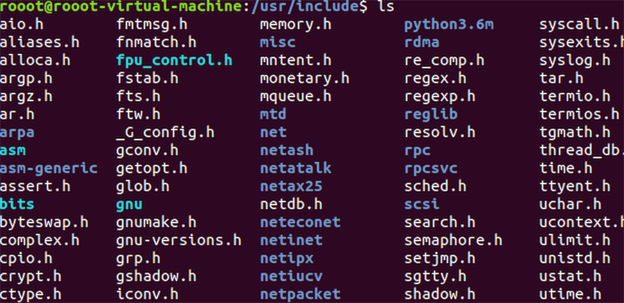 rooot@rooot-virtual-machine:/usr/include$ ls
aio.h fmtmsg.h memory.h python3.6m syscall.h
aliases.h fnmatch.h misc rdma sysexits.h
alloca.h fpu_control.h mntent.h re_comp.h syslog.h
argp.h fstab.h monetary.h regex.h tar.h
argz.h fts.h mqueue.h regexp.h termio.h
ar.h ftw.h mtd reglib termios.h
arpa _G_config.h net resolv.h tgmath.h
asm gconv.h netash rpc thread_db.
asm-generic getopt.h netatalk rpcsvc time.h
assert.h glob.h netax25 sched.h ttyent.h
bits gnu netdb.h scsi uchar.h
byteswap.h gnumake.h neteconet search.h ucontext.h
complex.h gnu-versions.h netinet semaphore.h ulimit.h
cpio.h grp.h netipx setjmp.h unistd.h
crypt.h gshadow.h netiucv sgtty.h ustat.h
ctype.h iconv.h netpacket shadow.h utime.h